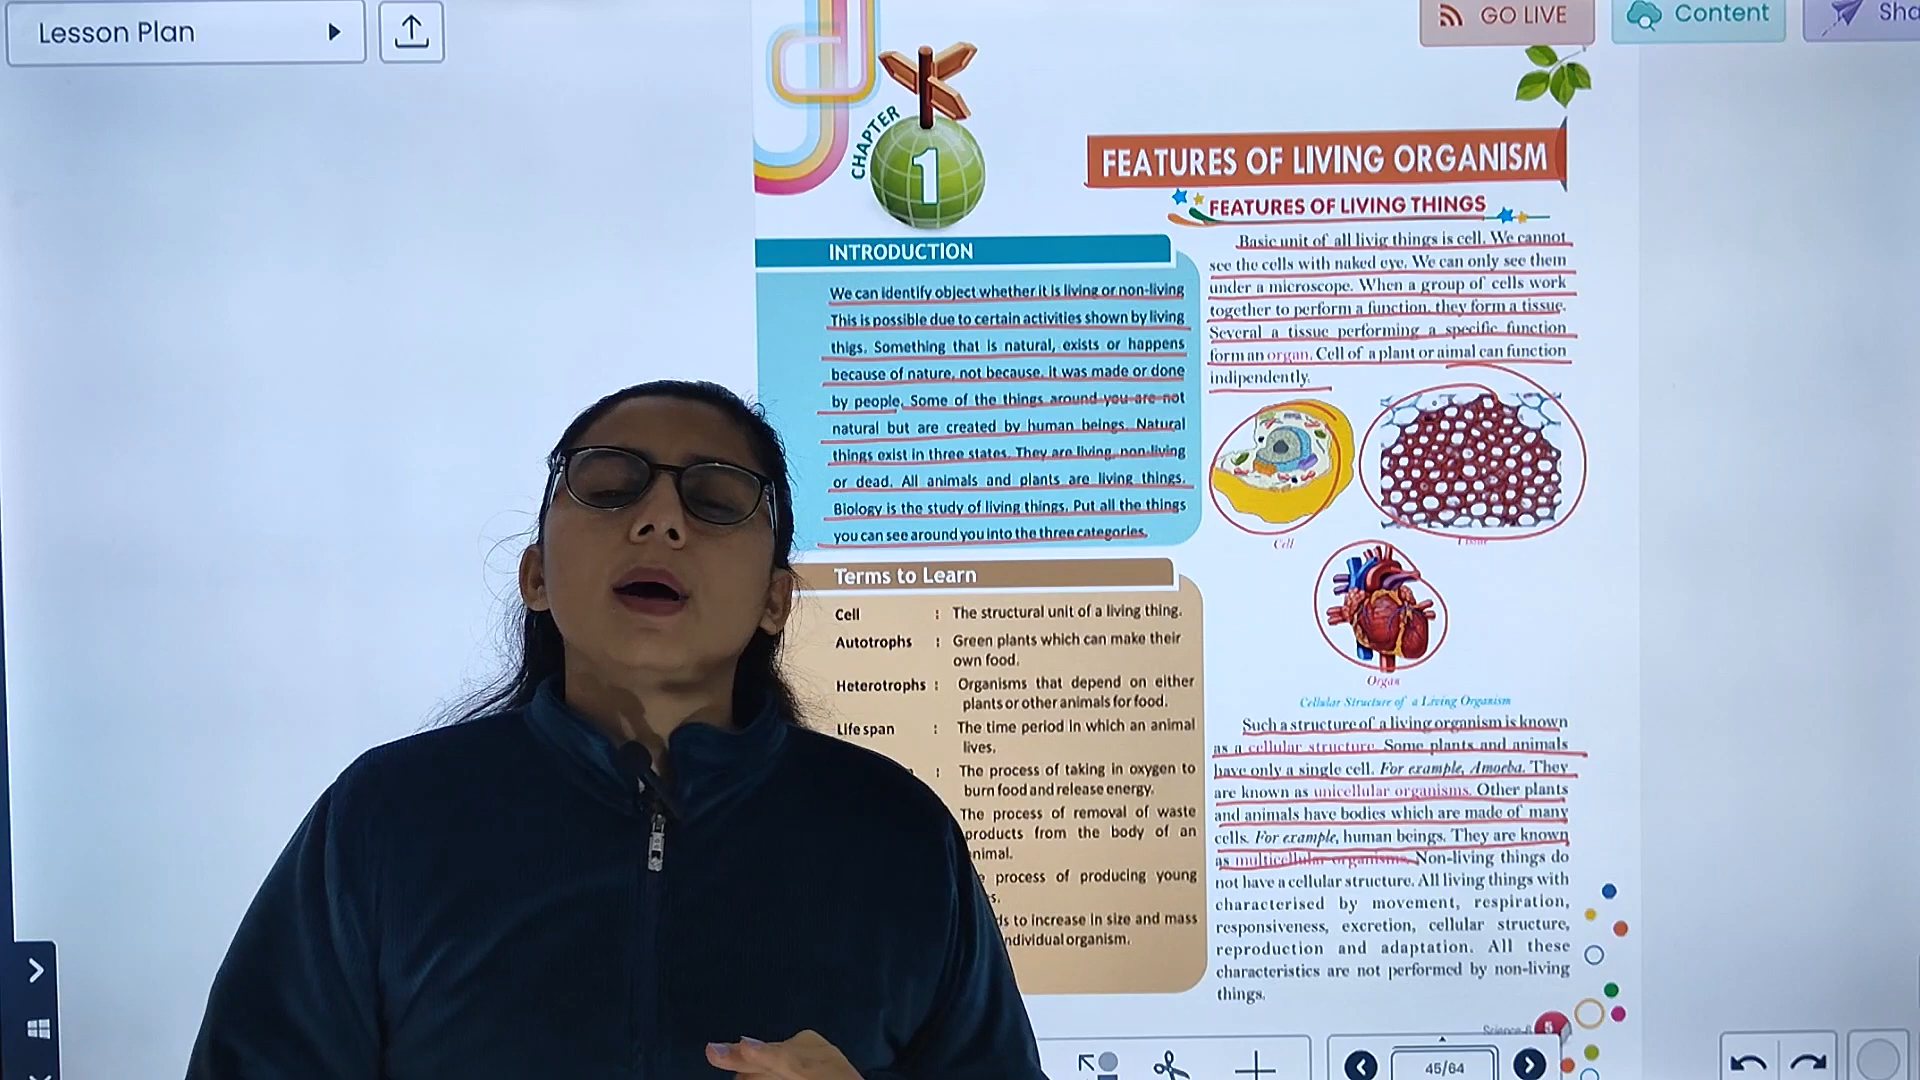 Lesson Plan
GO LIVE
Content
CHAPTER
1
FEATURES OF LIVING ORGANISM
FEATURES OF LIVING THINGS
INTRODUCTION
We can identify object whether it is living or non-living
This is possible due to certain activities shown by living
thigs. Something that is natural, exists or happens
because of nature, not because, it was made or done
by people. Some of the things around you are not
natural but are created by human beings. Natural
things exist in three states. They are living, non-living
or dead. All animals and plants are living things.
Biology is the study of living things. Put all the things
you can see around you into the three categories.
Terms to Learn
Cell : The structural unit of a living thing.
Autotrophs : Green plants which can make their
own food.
Heterotrophs : Organisms that depend on either
plants or other animals for food.
Life span : The time period in which an animal
lives.
: The process of taking in oxygen to
burn food and release energy.
The process of removal of waste
products from the body of an
process of producing young
to increase in size and mass
organism.
Basic unit of all livig things is cell. We cannot
see the cells with naked eye. We can only see them
under a microscope. When a group of cells work
together to perform a function, they form a tissue.
Several a tissue performing a specific function
form an organ. Cell of a plant or aimal can function
indipendently.
Cell
Organ
Cellular Structure of a Living Organism
Such a structure of a living organism is known
as a cellular structure. Some plants and animals
have only a single cell. For example, Amoeba. They
are known as unicellular organisms. Other plants
and animals have bodies which are made of many
cells. For example, human beings. They are known
as multicellular organisms. Non-living things do
not have a cellular structure. All living things with
characterised by movement, respiration,
responsiveness, excretion, cellular structure,
reproduction and adaptation. All these
characteristics are not performed by non-living
things.
5
45/64